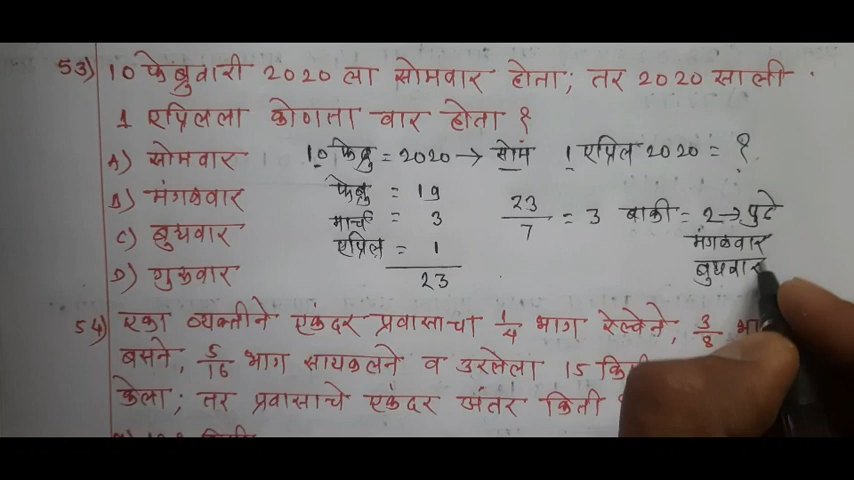 53) 10 फेब्रुवारी 2020 ला सोमवार होता; तर 2020 साली
1 एप्रिलला कोणता वार होता ?
A) सोमवार
B) मंगळवार
C) बुधवार
D) गुरुवार
10 फेब्रु = 2020 → सोम 1 एप्रिल 2020 = ?
फेब्रु = 19
मार्च = 3
एप्रिल = 1
23
23/7 = 3 बाकी = 2 → पुढे
मंगळवार
बुधवार
54) एका व्यक्तीने एकंदर प्रवासाचा 1/4 भाग रेल्वेने, 3/8
बसने, 5/16 भाग सायकलने व उरलेला 15 कि
केला; तर प्रवासाचे एकंदर अंतर किती